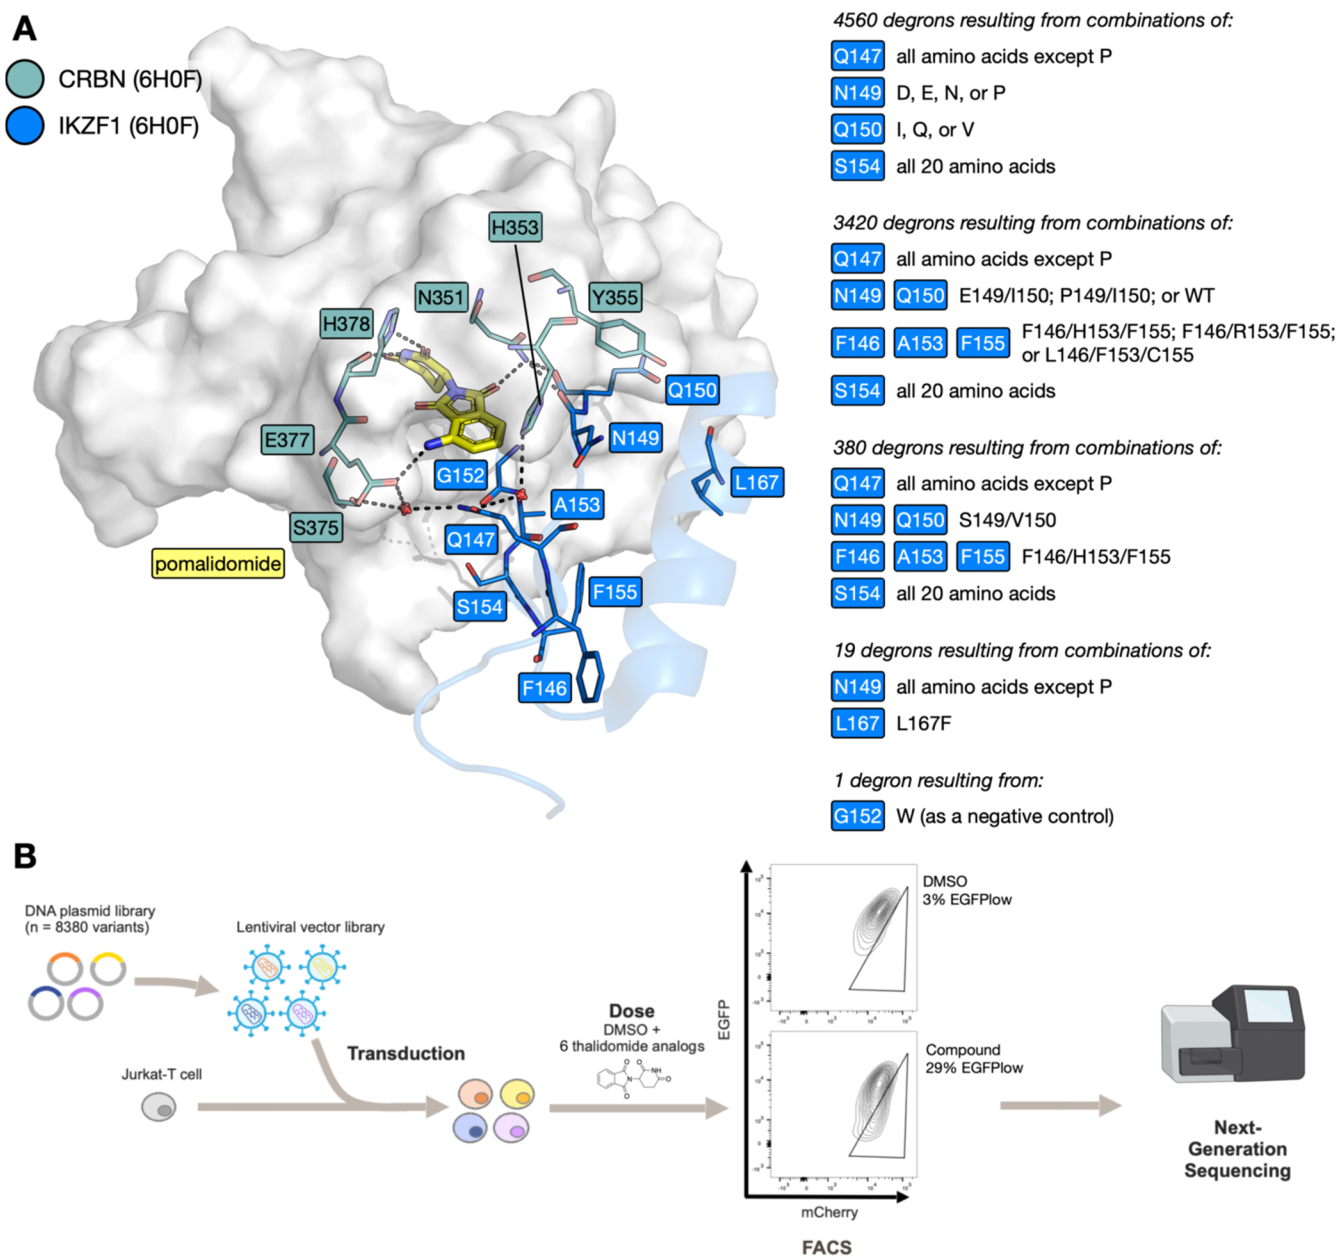 A
CRBN (6H0F)
IKZF1 (6H0F)
H353
N351
Y355
H378
Q150
E377
N149
G152
L167
A153
S375
Q147
pomalidomide
F155
S154
F146
4560 degrons resulting from combinations of:
Q147 all amino acids except P
N149 D, E, N, or P
Q150 I, Q, or V
S154 all 20 amino acids
3420 degrons resulting from combinations of:
Q147 all amino acids except P
N149 Q150 E149/I150; P149/I150; or WT
F146 A153 F155 F146/H153/F155; F146/R153/F155;
or L146/F153/C155
S154 all 20 amino acids
380 degrons resulting from combinations of:
Q147 all amino acids except P
N149 Q150 S149/V150
F146 A153 F155 F146/H153/F155
S154 all 20 amino acids
19 degrons resulting from combinations of:
N149 all amino acids except P
L167 L167F
1 degron resulting from:
G152 W (as a negative control)
B
DNA plasmid library
(n = 8380 variants)
Lentiviral vector library
Jurkat-T cell
Transduction
Dose
DMSO +
6 thalidomide analogs
DMSO
3% EGFPlow
Compound
29% EGFPlow
EGFP
mCherry
FACS
Next-
Generation
Sequencing